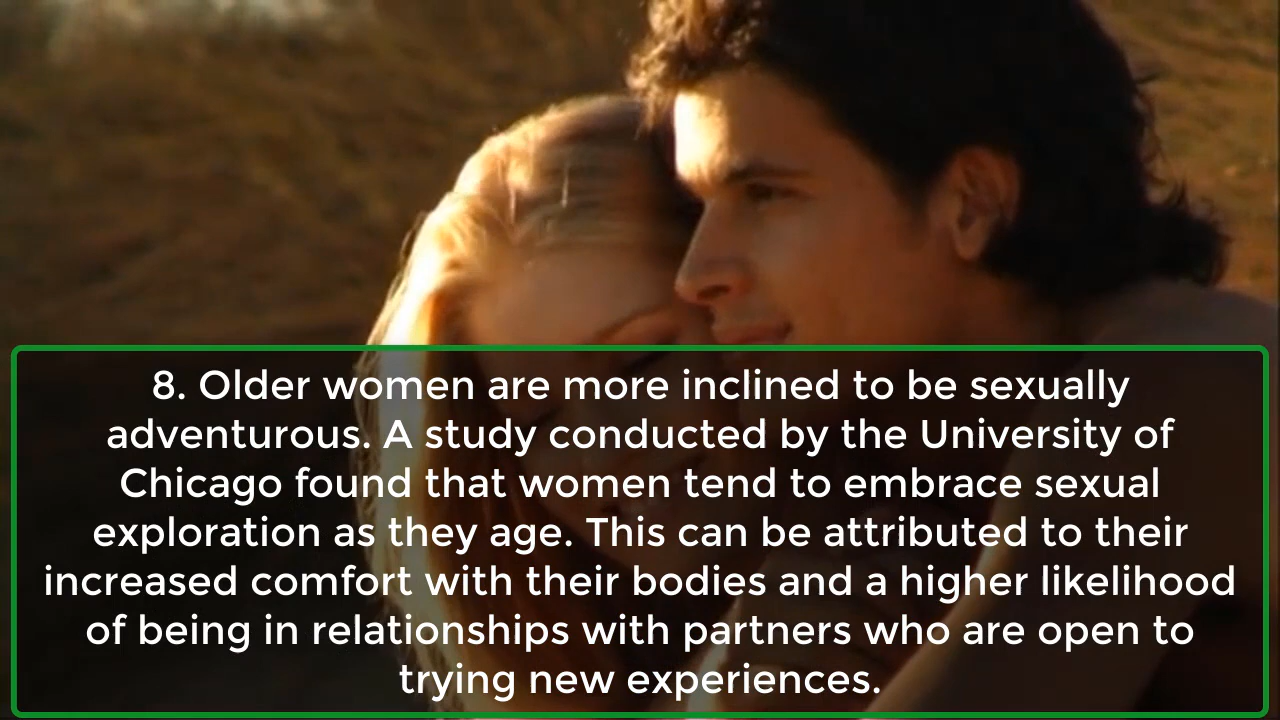 8. Older women are more inclined to be sexually
adventurous. A study conducted by the University of
Chicago found that women tend to embrace sexual
exploration as they age. This can be attributed to their
increased comfort with their bodies and a higher likelihood
of being in relationships with partners who are open to
trying new experiences.